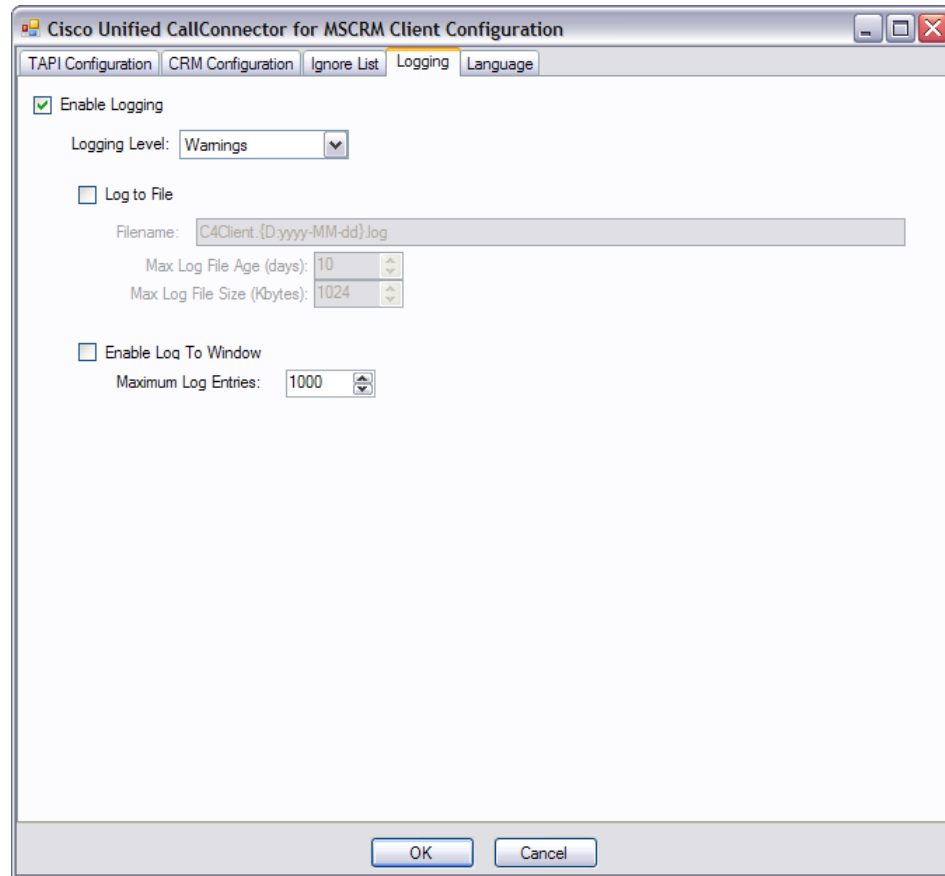 Cisco Unified CallConnector for MSCRM Client Configuration
TAPI Configuration CRM Configuration Ignore List Logging Language
Enable Logging
Logging Level: Warnings
Log to File
Filename: C4Client.{D:yyyy-MM-dd}.log
Max Log File Age (days): 10
Max Log File Size (Kbytes): 1024
Enable Log To Window
Maximum Log Entries: 1000
OK Cancel